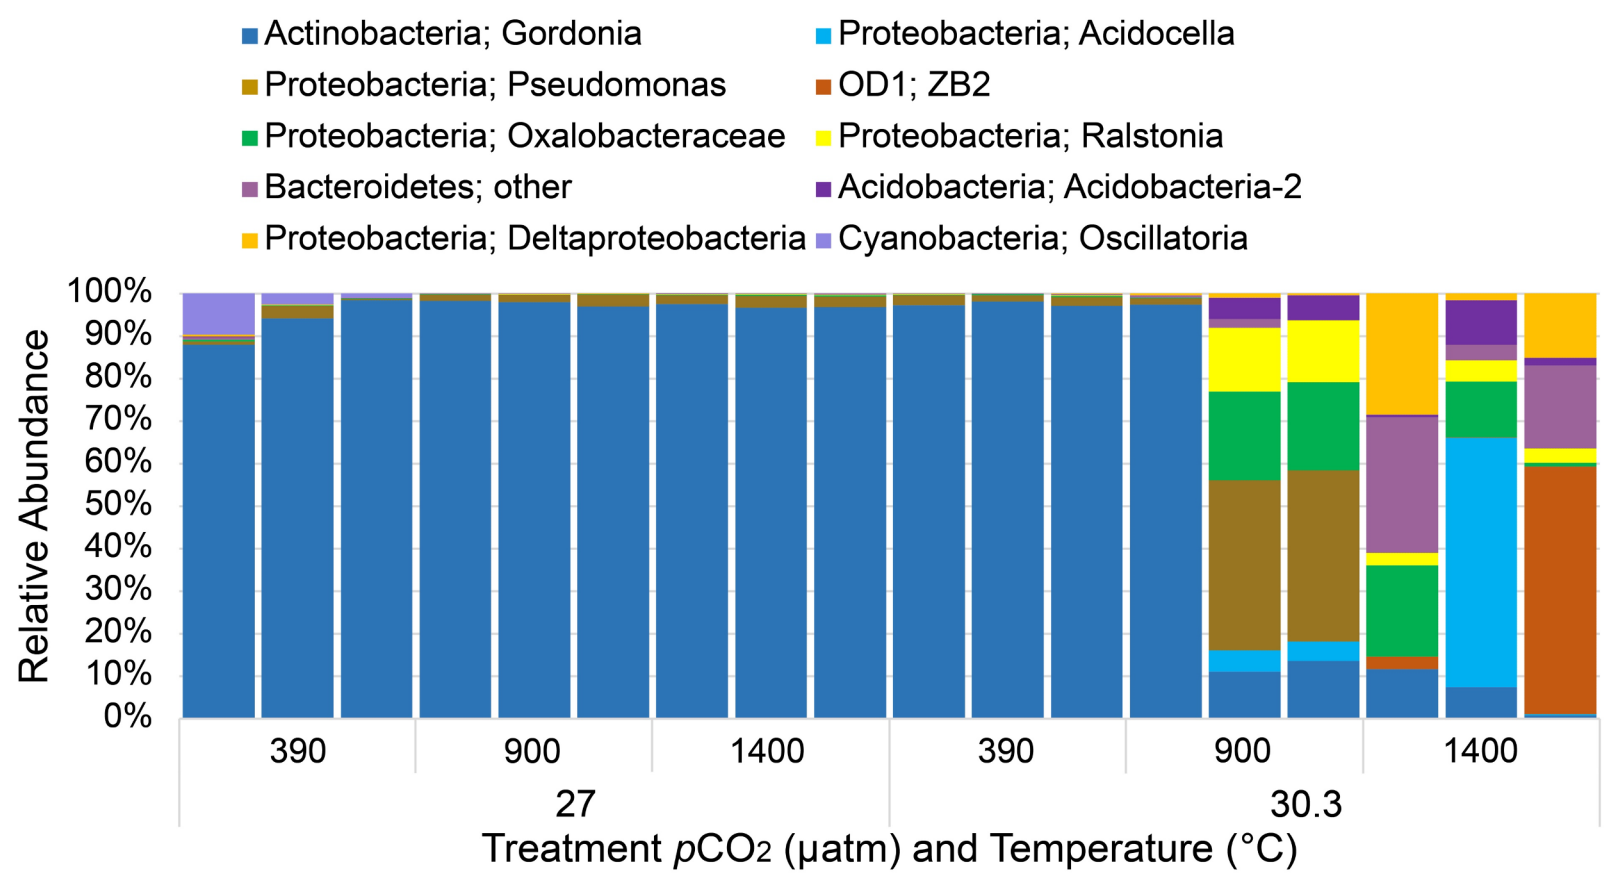 Actinobacteria; Gordonia
Proteobacteria; Acidocella
Proteobacteria; Pseudomonas
OD1; ZB2
Proteobacteria; Oxalobacteraceae
Proteobacteria; Ralstonia
Bacteroidetes; other
Acidobacteria; Acidobacteria-2
Proteobacteria; Deltaproteobacteria
Cyanobacteria; Oscillatoria
Relative Abundance
100%
90%
80%
70%
60%
50%
40%
30%
20%
10%
0%
390 900 1400 390 900 1400
27 30.3
Treatment pCO2 (µatm) and Temperature (°C)